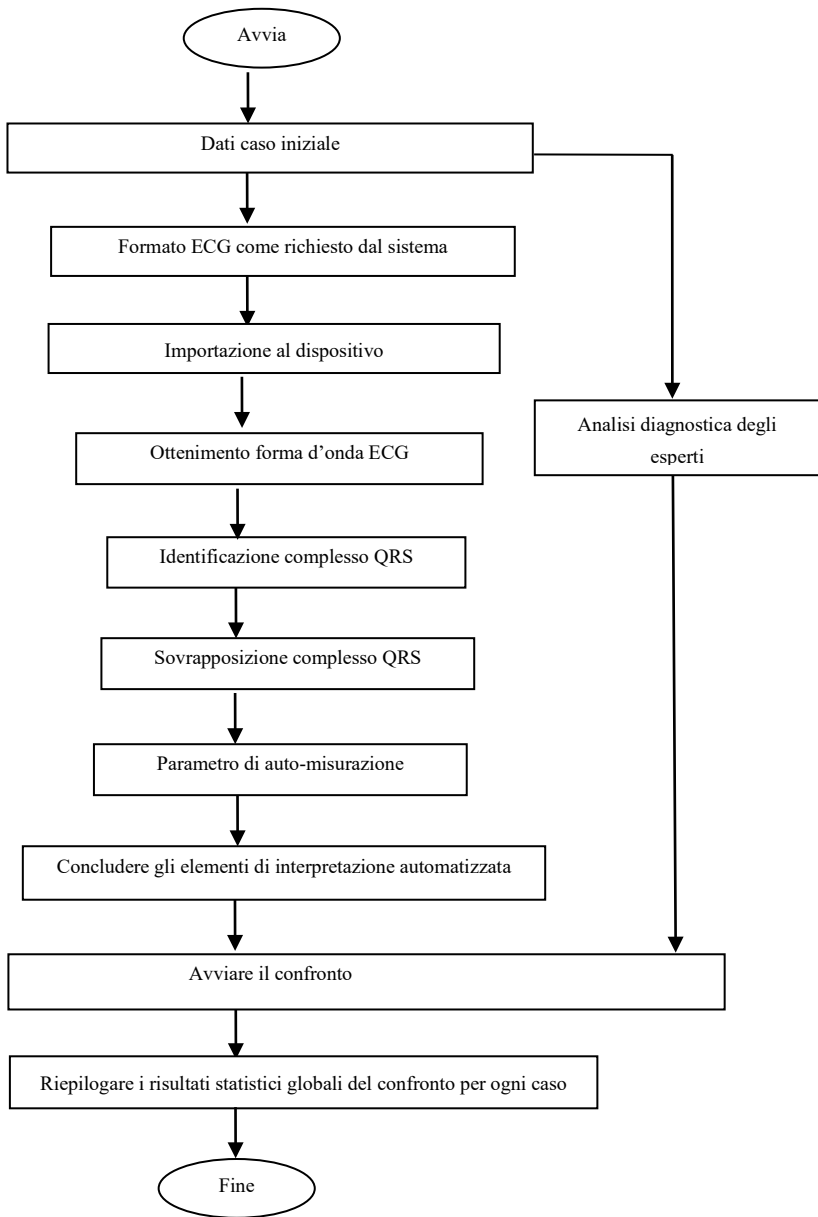 Avvia
Dati caso iniziale
Formato ECG come richiesto dal sistema
Importazione al dispositivo
Ottenimento forma d'onda ECG
Analisi diagnostica degli
esperti
Identificazione complesso QRS
Sovrapposizione complesso QRS
Parametro di auto-misurazione
Concludere gli elementi di interpretazione automatizzata
Avviare il confronto
Riepilogare i risultati statistici globali del confronto per ogni caso
Fine